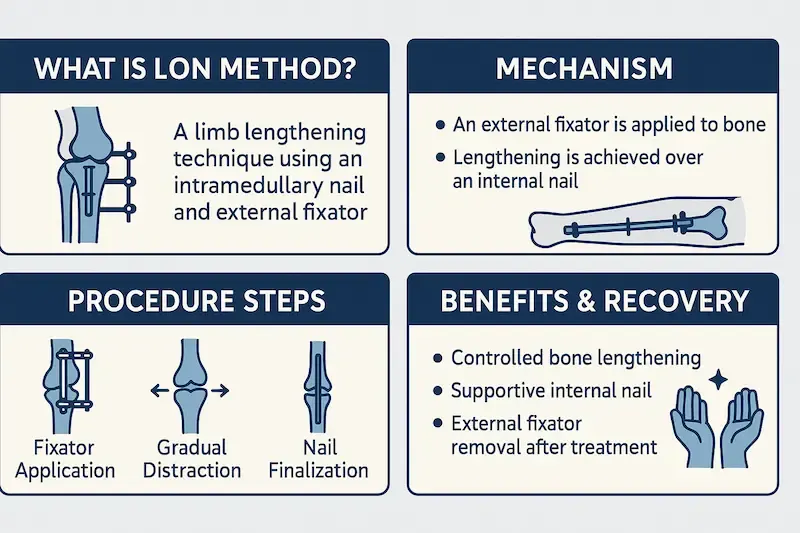 WHAT IS LON METHOD?
A limb lengthening
technique using an
intramedullary nail
and external fixator
MECHANISM
• An external fixator is applied to bone
• Lengthening is achieved over
an internal nail
PROCEDURE STEPS
Fixator
Application
Gradual
Distraction
Nail
Finalization
BENEFITS & RECOVERY
• Controlled bone lengthening
• Supportive internal nail
• External fixator
removal after treatment